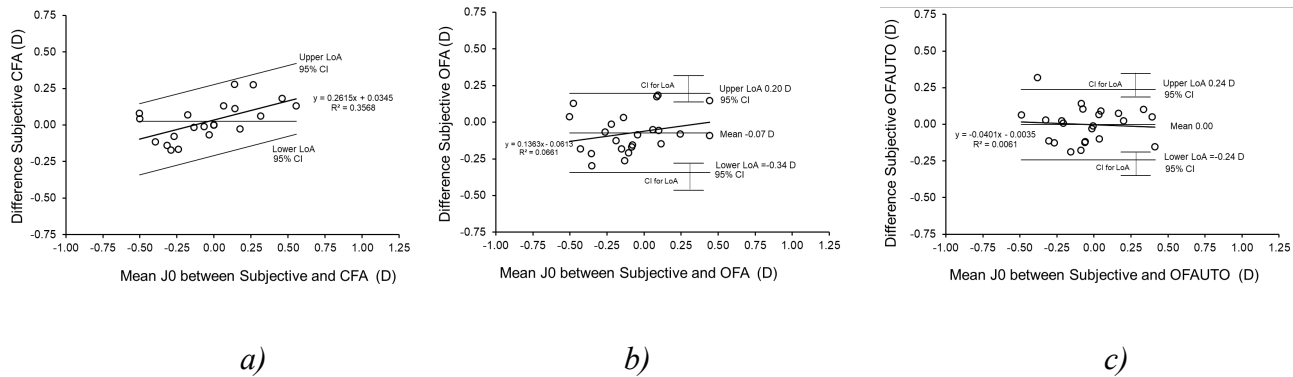 Difference Subjective CFA (D)
0.75
0.50
0.25
0.00
-0.25
-0.50
-0.75
-1.00 -0.75 -0.50 -0.25 0.00 0.25 0.50 0.75 1.00 1.25
Upper LoA
95% CI
y = 0.2615x + 0.0345
R² = 0.3568
Lower LoA
95% CI
Mean J0 between Subjective and CFA (D)
a)
Difference Subjective OFA (D)
0.75
0.50
0.25
0.00
-0.25
-0.50
-0.75
-1.00 -0.75 -0.50 -0.25 0.00 0.25 0.50 0.75 1.00 1.25
CI for LoA
Upper LoA 0.20 D
95% CI
y = 0.1363x - 0.0613
R² = 0.0661
Mean -0.07 D
Lower LoA=-0.34 D
95% CI
CI for LoA
Mean J0 between Subjective and OFA (D)
b)
Difference Subjective OFAUTO (D)
0.75
0.50
0.25
0.00
-0.25
-0.50
-0.75
-1.00 -0.75 -0.50 -0.25 0.00 0.25 0.50 0.75 1.00 1.25
CI for LoA
Upper LoA 0.24 D
95% CI
Mean 0.00
y = -0.0401x - 0.0035
R² = 0.0061
Lower LoA =-0.24 D
95% CI
CI for LoA
Mean J0 between Subjective and OFAUTO (D)
c)